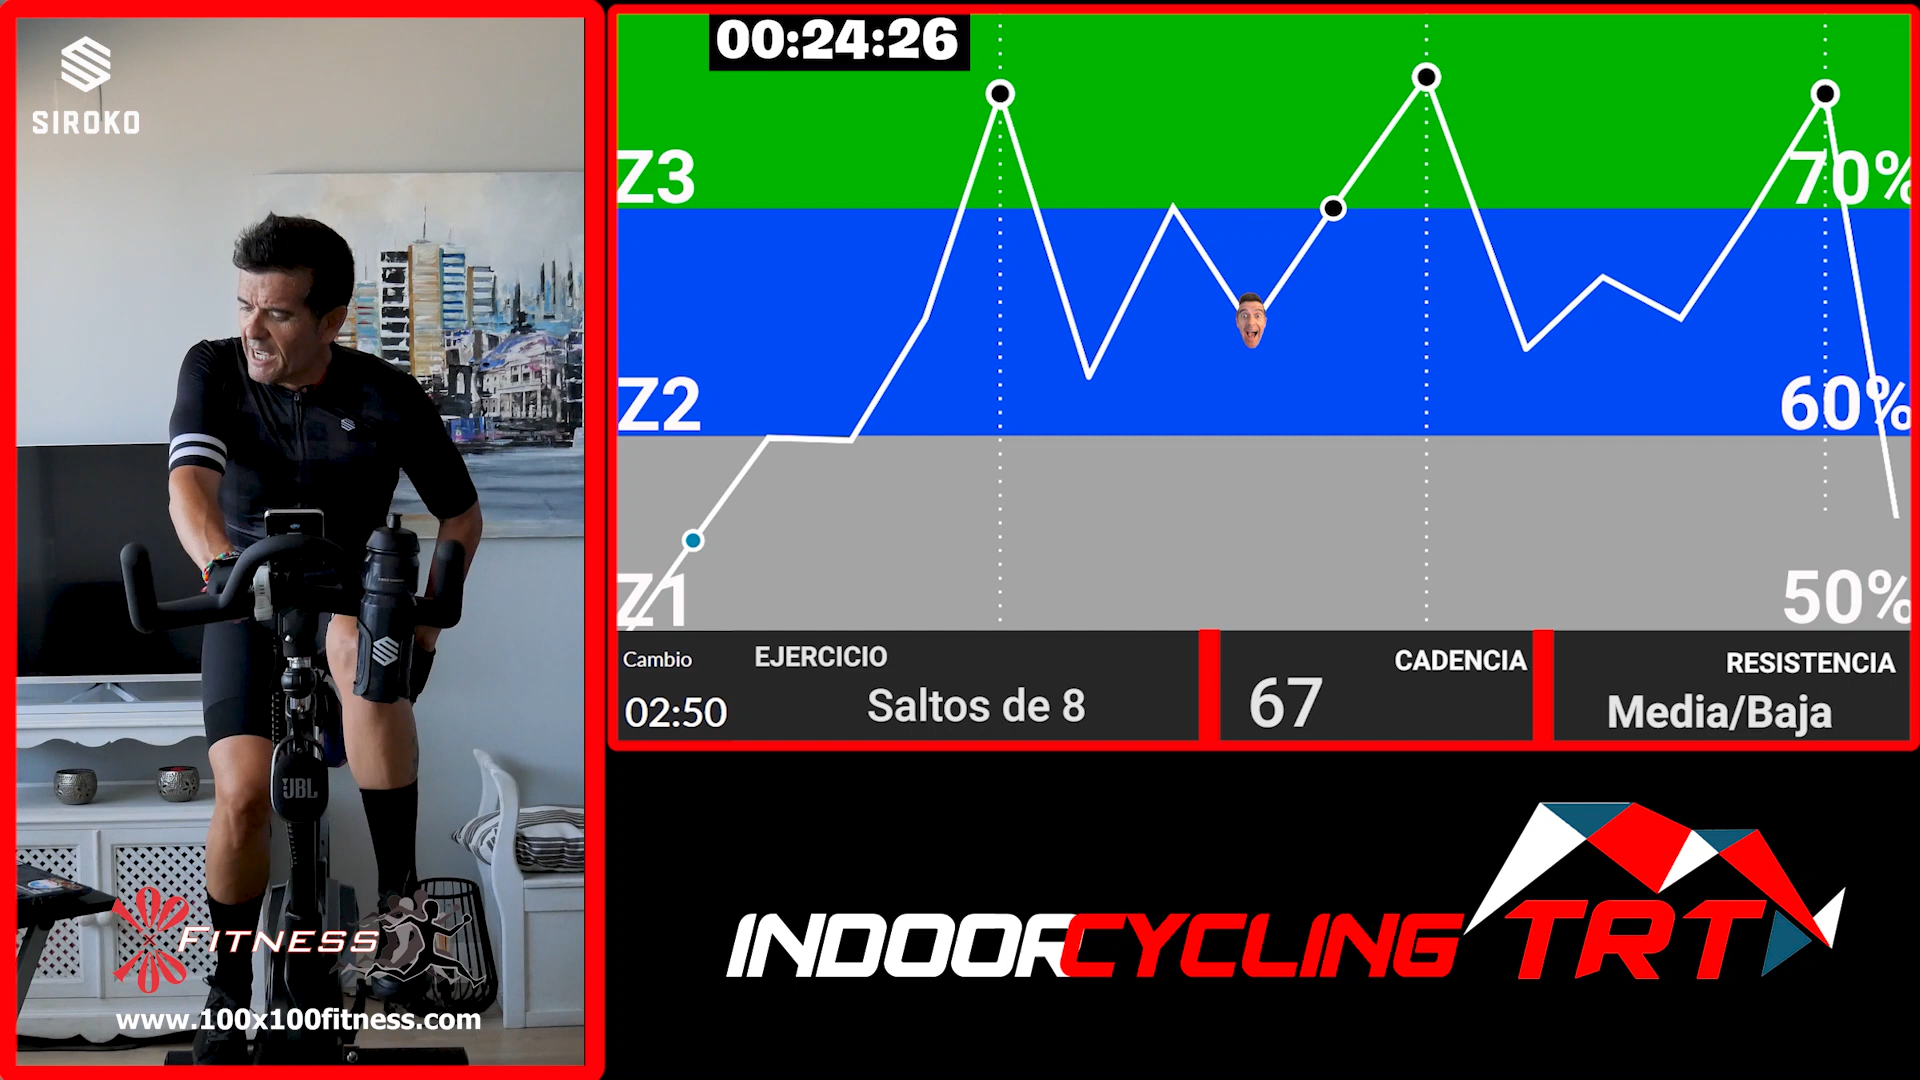 SIROKO
JBL
FITNESS
www.100x100fitness.com
00:24:26
Z3
70%
Z2
60%
Z1
50%
Cambio
02:50
EJERCICIO
Saltos de 8
CADENCIA
67
RESISTENCIA
Media/Baja
INDOORCYCLING TRT